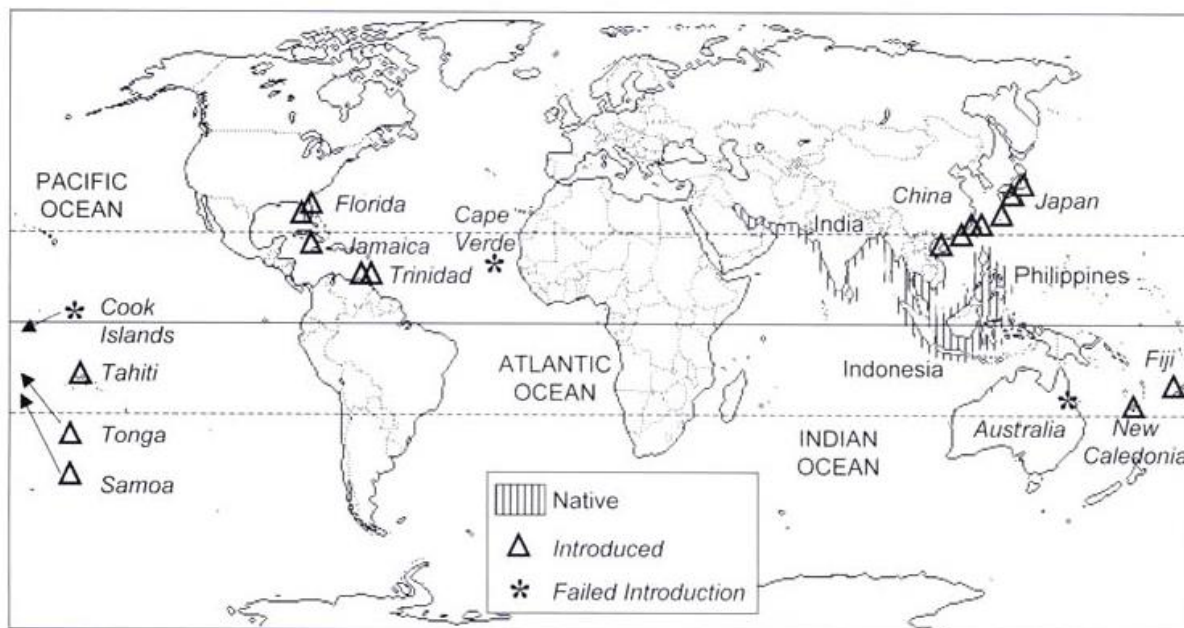 PACIFIC
OCEAN
Florida
Jamaica
Trinidad
Cape
Verde
China
Japan
India
Philippines
Cook
Islands
Tahiti
Tonga
Samoa
ATLANTIC
OCEAN
Indonesia
Fiji
Australia
New
Caledonia
INDIAN
OCEAN
Native
Introduced
Failed Introduction